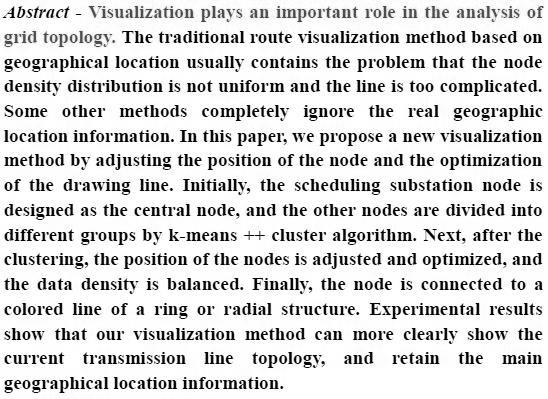 Abstract - Visualization plays an important role in the analysis of
grid topology. The traditional route visualization method based on
geographical location usually contains the problem that the node
density distribution is not uniform and the line is too complicated.
Some other methods completely ignore the real geographic
location information. In this paper, we propose a new visualization
method by adjusting the position of the node and the optimization
of the drawing line. Initially, the scheduling substation node is
designed as the central node, and the other nodes are divided into
different groups by k-means ++ cluster algorithm. Next, after the
clustering, the position of the nodes is adjusted and optimized, and
the data density is balanced. Finally, the node is connected to a
colored line of a ring or radial structure. Experimental results
show that our visualization method can more clearly show the
current transmission line topology, and retain the main
geographical location information.